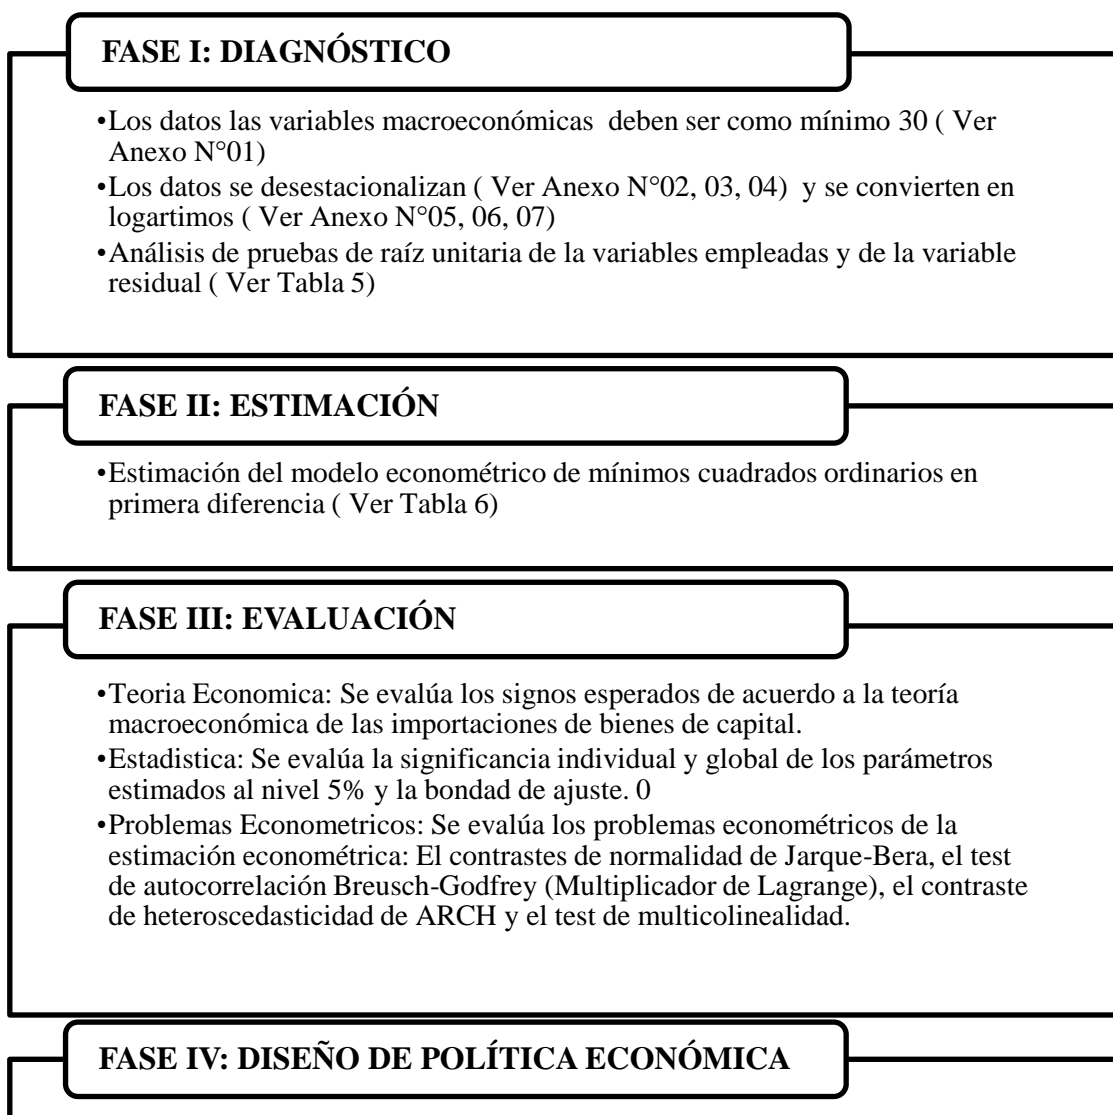 FASE I: DIAGNÓSTICO
•Los datos las variables macroeconómicas deben ser como mínimo 30 ( Ver
Anexo N°01)
•Los datos se desestacionalizan ( Ver Anexo N°02, 03, 04) y se convierten en
logartimos ( Ver Anexo N°05, 06, 07)
•Análisis de pruebas de raíz unitaria de la variables empleadas y de la variable
residual ( Ver Tabla 5)
FASE II: ESTIMACIÓN
•Estimación del modelo econométrico de mínimos cuadrados ordinarios en
primera diferencia ( Ver Tabla 6)
FASE III: EVALUACIÓN
•Teoria Economica: Se evalúa los signos esperados de acuerdo a la teoría
macroeconómica de las importaciones de bienes de capital.
•Estadistica: Se evalúa la significancia individual y global de los parámetros
estimados al nivel 5% y la bondad de ajuste. 0
•Problemas Econometricos: Se evalúa los problemas econométricos de la
estimación econométrica: El contrastes de normalidad de Jarque-Bera, el test
de autocorrelación Breusch-Godfrey (Multiplicador de Lagrange), el contraste
de heteroscedasticidad de ARCH y el test de multicolinealidad.
FASE IV: DISEÑO DE POLÍTICA ECONÓMICA